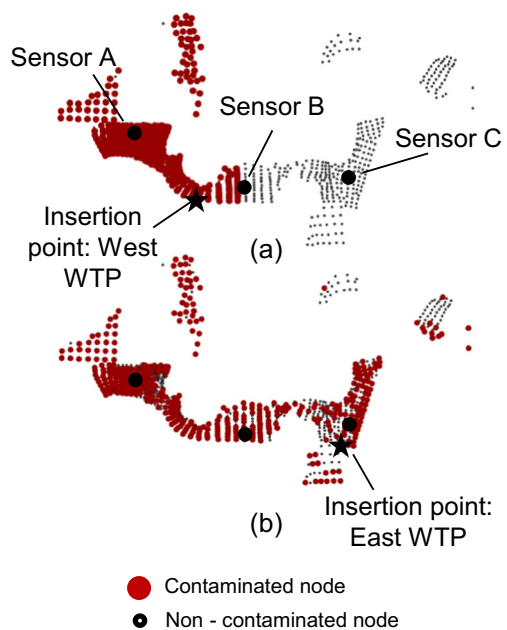 Sensor A
Sensor B
Sensor C
Insertion
point: West
WTP
(a)
Insertion point:
East WTP
(b)
Contaminated node
Non - contaminated node